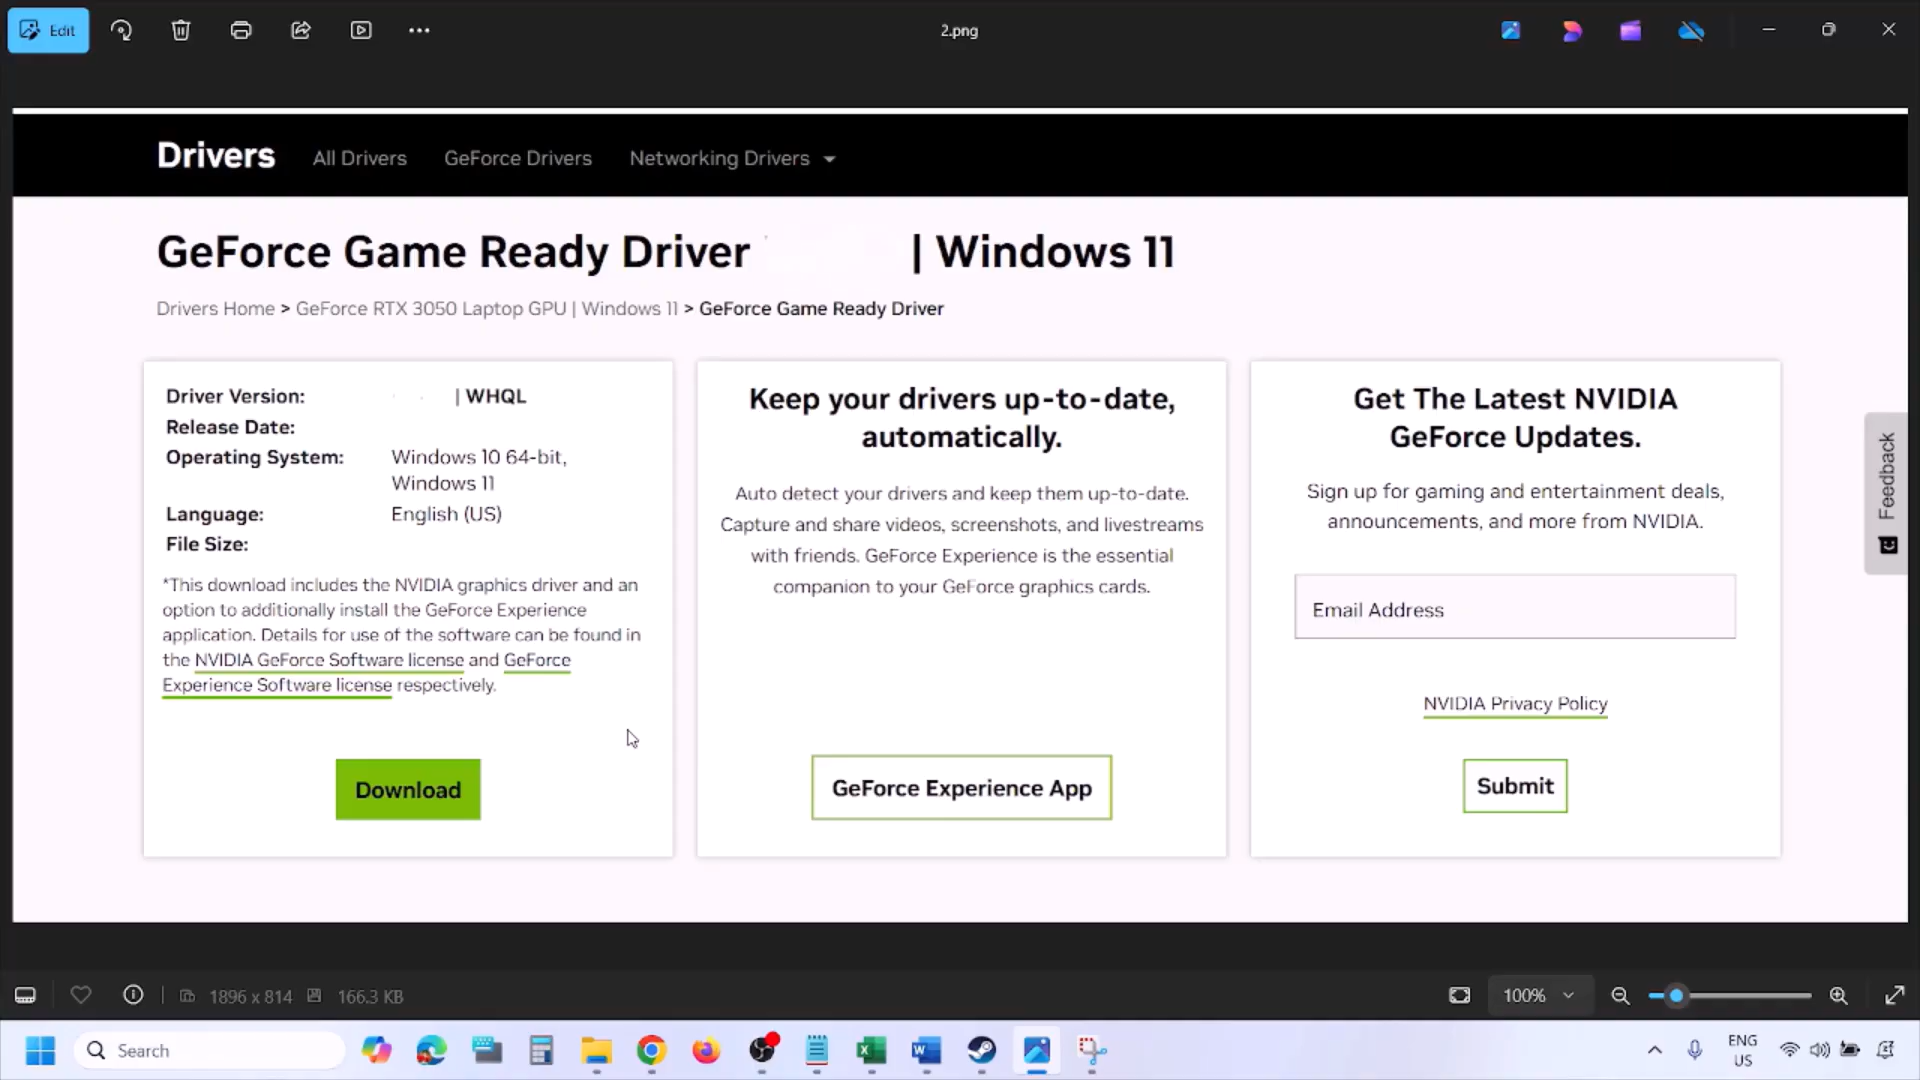 Edit
2.png
Drivers All Drivers GeForce Drivers Networking Drivers
GeForce Game Ready Driver | Windows 11
Drivers Home > GeForce RTX 3050 Laptop GPU | Windows 11 > GeForce Game Ready Driver
Driver Version: | WHQL
Release Date:
Operating System: Windows 10 64-bit,
Windows 11
Language: English (US)
File Size:
*This download includes the NVIDIA graphics driver and an
option to additionally install the GeForce Experience
application. Details for use of the software can be found in
the NVIDIA GeForce Software license and GeForce
Experience Software license respectively.
Download
Keep your drivers up-to-date,
automatically.
Auto detect your drivers and keep them up-to-date.
Capture and share videos, screenshots, and livestreams
with friends. GeForce Experience is the essential
companion to your GeForce graphics cards.
GeForce Experience App
Get The Latest NVIDIA
GeForce Updates.
Sign up for gaming and entertainment deals,
announcements, and more from NVIDIA.
Email Address
NVIDIA Privacy Policy
Submit
Feedback
1896 x 814 166.3 KB
100%
Search
ENG
US